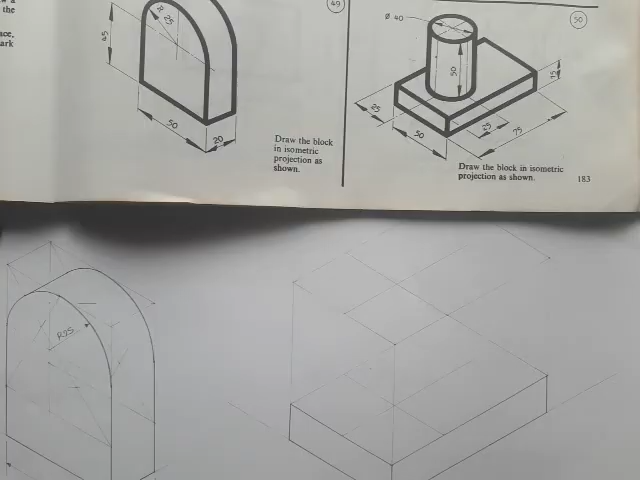 the
ace,
ark
49
R 25
45
50
20
Draw the block
in isometric
projection as
shown.
50
Ø 40
50
15
25
50
25
75
Draw the block in isometric
projection as shown.
183
R25